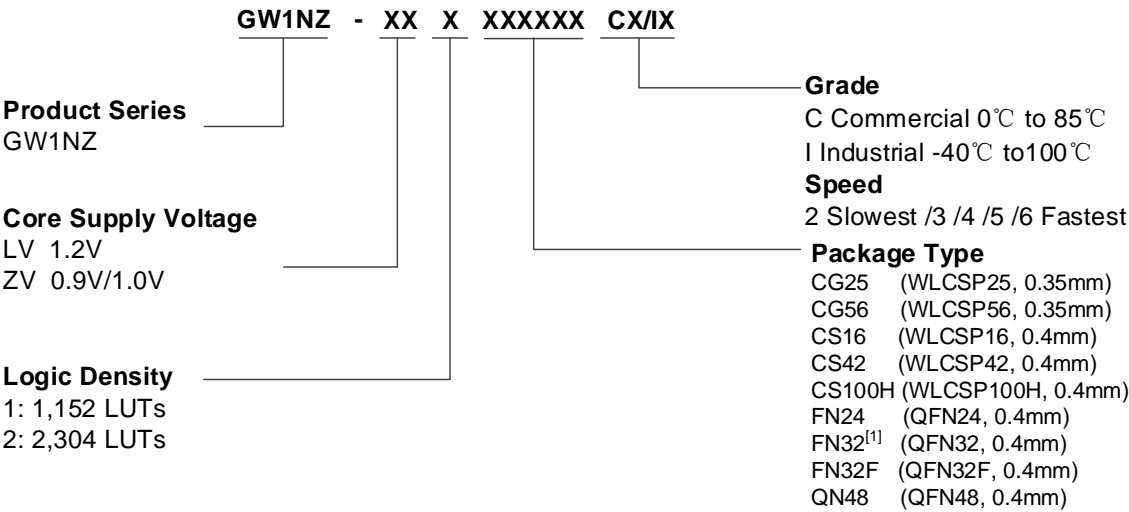 GW1NZ - XX X XXXXXX CX/IX
Product Series
GW1NZ
Core Supply Voltage
LV 1.2V
ZV 0.9V/1.0V
Logic Density
1: 1,152 LUTs
2: 2,304 LUTs
Grade
C Commercial 0℃ to 85℃
I Industrial -40℃ to100℃
Speed
2 Slowest /3 /4 /5 /6 Fastest
Package Type
CG25 (WLCSP25, 0.35mm)
CG56 (WLCSP56, 0.35mm)
CS16 (WLCSP16, 0.4mm)
CS42 (WLCSP42, 0.4mm)
CS100H (WLCSP100H, 0.4mm)
FN24 (QFN24, 0.4mm)
FN32[1] (QFN32, 0.4mm)
FN32F (QFN32F, 0.4mm)
QN48 (QFN48, 0.4mm)